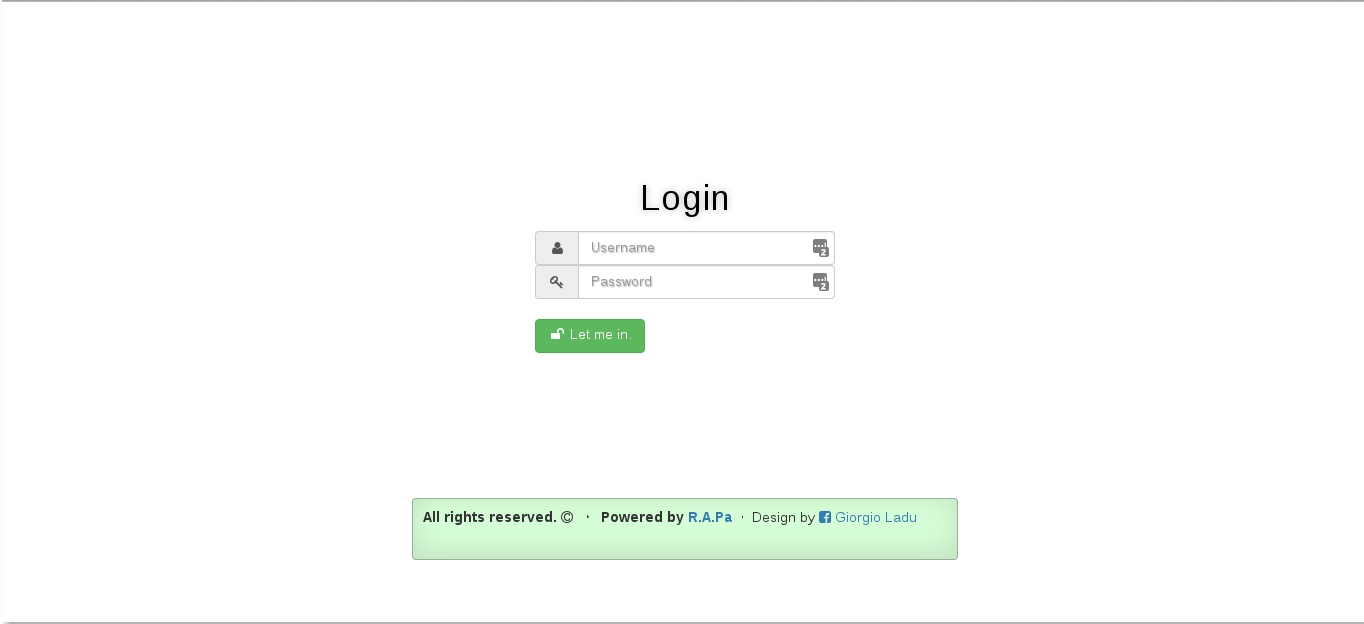 Login
Username
Password
Let me in.
All rights reserved. © · Powered by R.A.Pa · Design by Giorgio Ladu